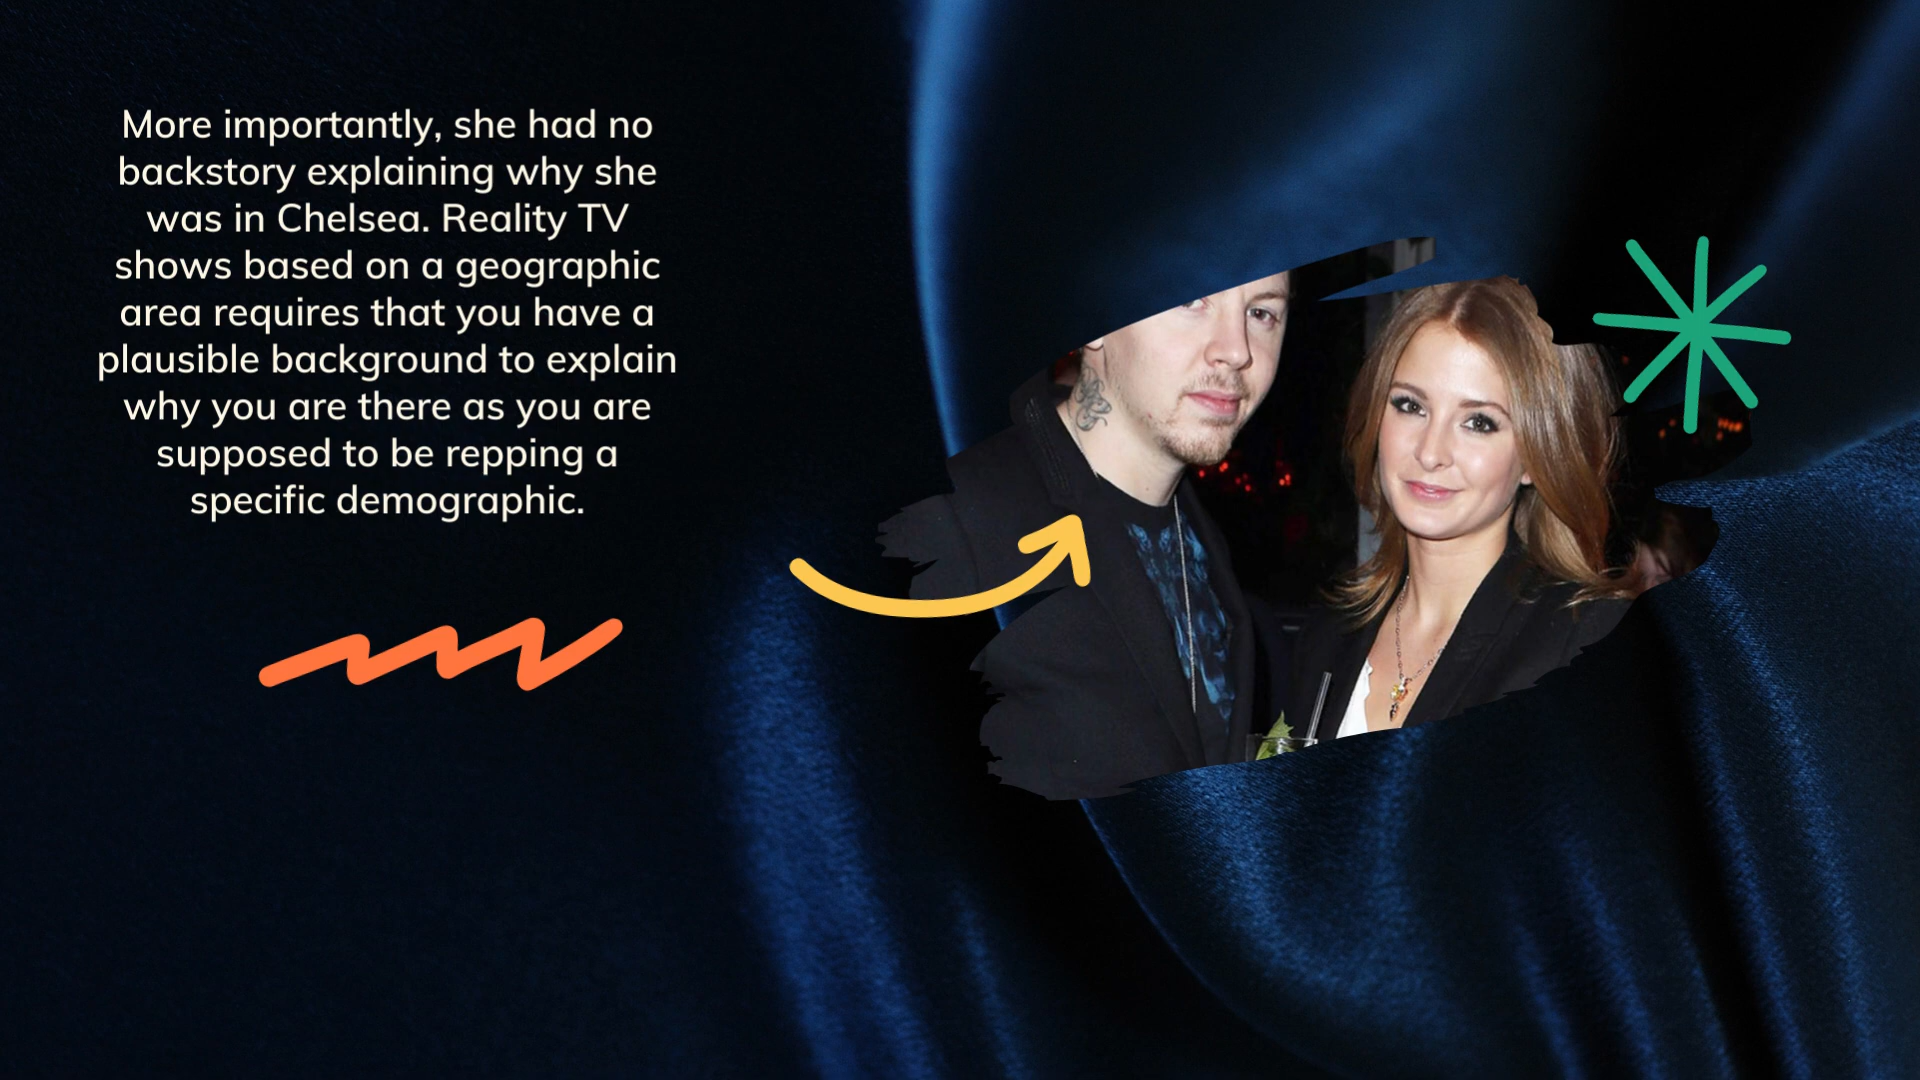 More importantly, she had no
backstory explaining why she
was in Chelsea. Reality TV
shows based on a geographic
area requires that you have a
plausible background to explain
why you are there as you are
supposed to be repping a
specific demographic.